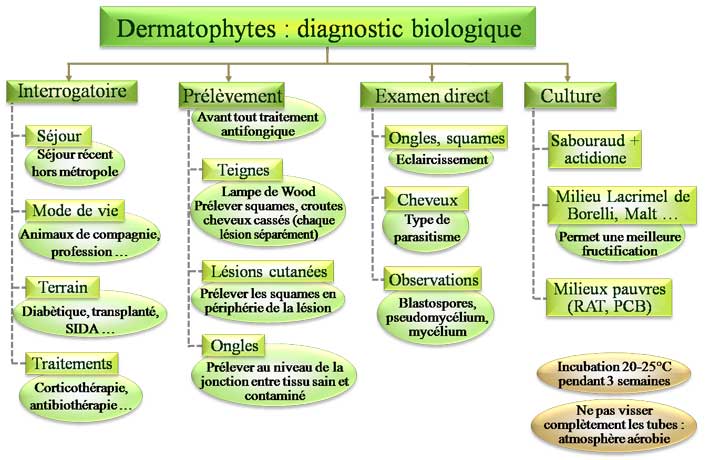 Dermatophytes : diagnostic biologique
Interrogatoire
Séjour
Séjour récent
hors métropole
Mode de vie
Animaux de compagnie,
profession ...
Terrain
Diabètique, transplanté,
SIDA ...
Traitements
Corticothérapie,
antibiothérapie ...
Prélèvement
Avant tout traitement
antifongique
Teignes
Lampe de Wood
Prélever squames, croutes
cheveux cassés (chaque
lésion séparément)
Lésions cutanées
Prélever les squames en
périphérie de la lésion
Ongles
Prélever au niveau de la
jonction entre tissu sain et
contaminé
Examen direct
Ongles, squames
Eclaircissement
Cheveux
Type de
parasitisme
Observations
Blastospores,
pseudomycélium,
mycélium
Culture
Sabouraud +
actidione
Milieu Lacrimel de
Borelli, Malt ...
Permet une meilleure
fructification
Milieux pauvres
(RAT, PCB)
Incubation 20-25°C
pendant 3 semaines
Ne pas visser
complètement les tubes :
atmosphère aérobie